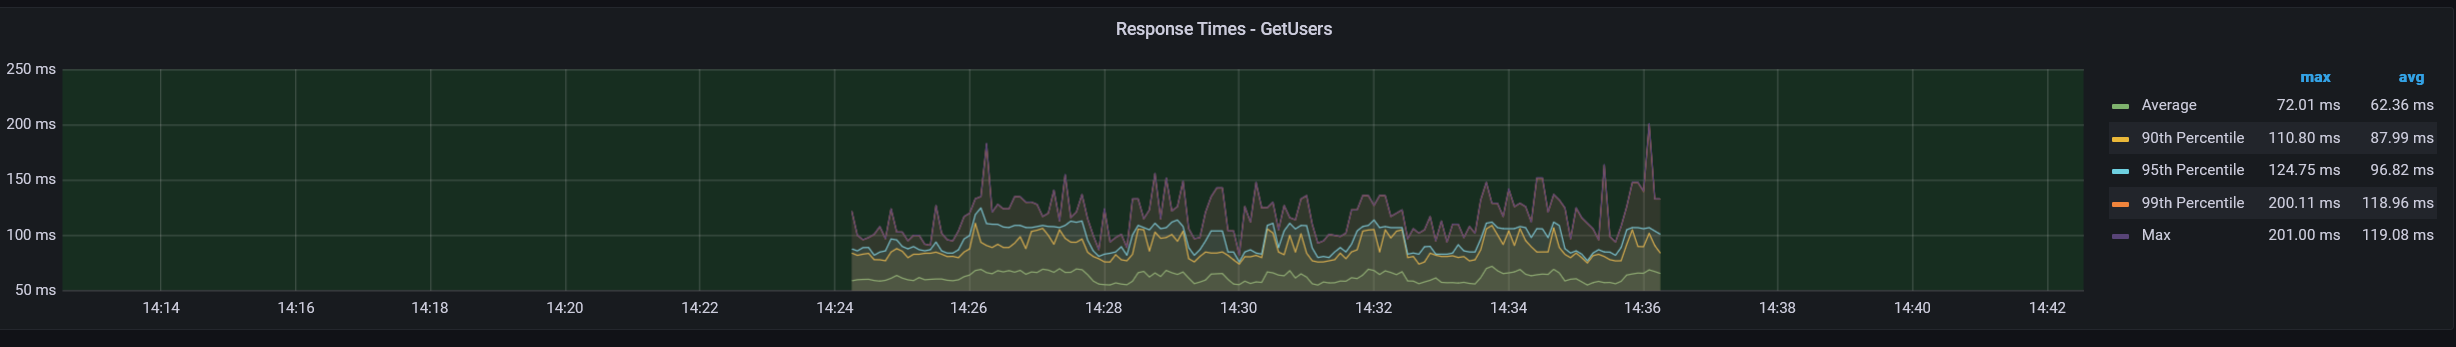 Response Times - GetUsers
250 ms
200 ms
150 ms
100 ms
50 ms
14:14 14:16 14:18 14:20 14:22 14:24 14:26 14:28 14:30 14:32 14:34 14:36 14:38 14:40 14:42
max avg
Average 72.01 ms 62.36 ms
90th Percentile 110.80 ms 87.99 ms
95th Percentile 124.75 ms 96.82 ms
99th Percentile 200.11 ms 118.96 ms
Max 201.00 ms 119.08 ms